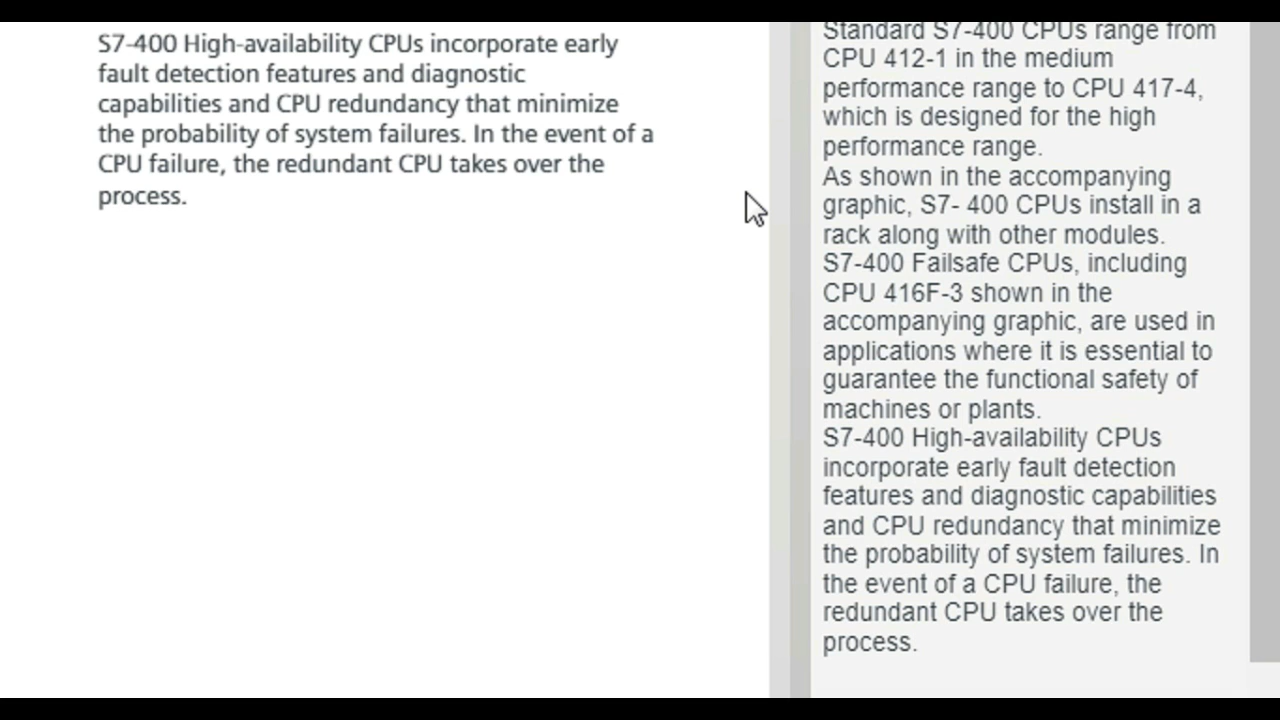 S7-400 High-availability CPUs incorporate early
fault detection features and diagnostic
capabilities and CPU redundancy that minimize
the probability of system failures. In the event of a
CPU failure, the redundant CPU takes over the
process.
Standard S7-400 CPUs range from
CPU 412-1 in the medium
performance range to CPU 417-4,
which is designed for the high
performance range.
As shown in the accompanying
graphic, S7- 400 CPUs install in a
rack along with other modules.
S7-400 Failsafe CPUs, including
CPU 416F-3 shown in the
accompanying graphic, are used in
applications where it is essential to
guarantee the functional safety of
machines or plants.
S7-400 High-availability CPUs
incorporate early fault detection
features and diagnostic capabilities
and CPU redundancy that minimize
the probability of system failures. In
the event of a CPU failure, the
redundant CPU takes over the
process.